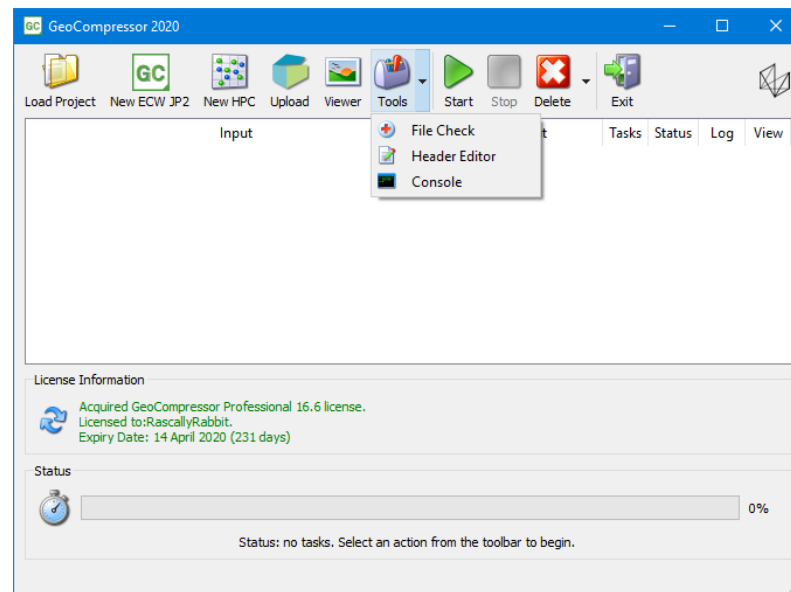 GC GeoCompressor 2020
GC
Load Project New ECW JP2 New HPC Upload Viewer Tools Start Stop Delete Exit
Input t Tasks Status Log View
File Check
Header Editor
Console
License Information
Acquired GeoCompressor Professional 16.6 license.
Licensed to:RascallyRabbit.
Expiry Date: 14 April 2020 (231 days)
Status
0%
Status: no tasks. Select an action from the toolbar to begin.